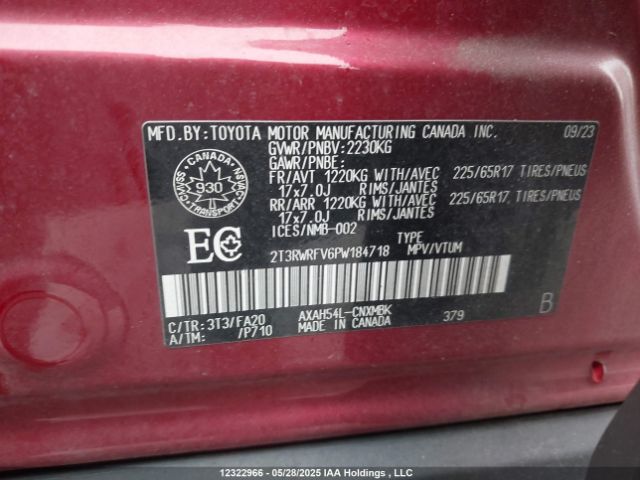 MFD.BY:TOYOTA MOTOR MANUFACTURING CANADA INC. 09/23
GVWR/PNBV:2230KG
GAWR/PNBE:
FR/AVT 1220KG WITH/AVEC 225/65R17 TIRES/PNEUS
17x7.0J RIMS/JANTES
RR/ARR 1220KG WITH/AVEC 225/65R17 TIRES/PNEUS
17x7.0J RIMS/JANTES
ICES/NMB-002
CANADA
930
TRANSPORT
CMVSS
NSVAC
EC
TYPE
2T3RWRFV6PW184718 MPV/VTUM
C/TR:3T3/FA20 AXAH54L-CNXMBK 379 B
A/TM: /P710 MADE IN CANADA
12322966 - 05/28/2025 IAA Holdings , LLC